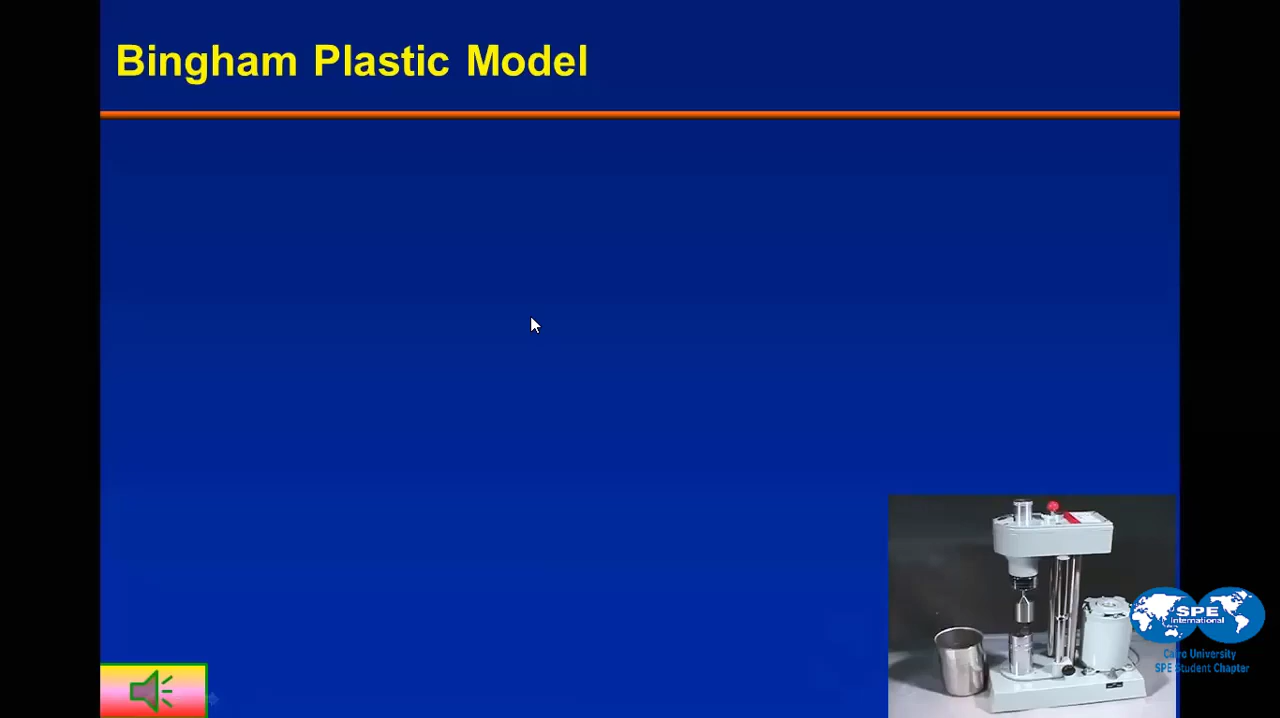 Bingham Plastic Model
SPE
International
Cairo University
SPE Student Chapter